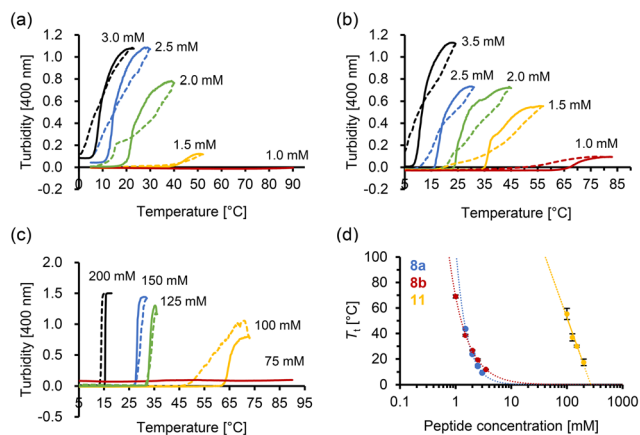 (a)
1.2
1.0
0.8
0.6
0.4
0.2
0.0
-0.2
Turbidity [400 nm]
3.0 mM
2.5 mM
2.0 mM
1.5 mM
1.0 mM
0 10 20 30 40 50 60 70 80 90
Temperature [°C]
(b)
1.2
1.0
0.8
0.6
0.4
0.2
0.0
-0.2
Turbidity [400 nm]
3.5 mM
2.5 mM
2.0 mM
1.5 mM
1.0 mM
5 15 25 35 45 55 65 75 85
Temperature [°C]
(c)
2.0
1.5
1.0
0.5
0.0
-0.5
Turbidity [400 nm]
200 mM
150 mM
125 mM
100 mM
75 mM
5 15 25 35 45 55 65 75 85 95
Temperature [°C]
(d)
100
80
60
40
20
0
Tt [°C]
8a
8b
11
0.1 1 10 100 1000
Peptide concentration [mM]